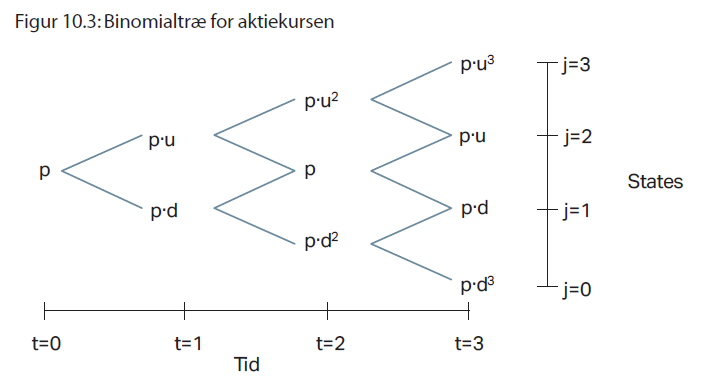 Figur 10.3: Binomialtræ for aktiekursen
p·u³ j=3
p·u²
p·u p·u j=2
p p States
p·d p·d j=1
p·d²
p·d³ j=0
t=0 t=1 t=2 t=3
Tid